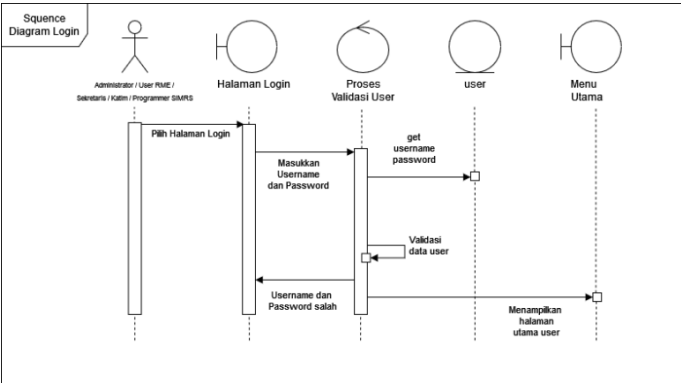 Squence
Diagram Login
Administrator / User RME /
Sekretaris / Katim / Programmer SIMRS
Halaman Login
Proses
Validasi User
user
Menu
Utama
Pilih Halaman Login
Masukkan
Username
dan Password
get
username
password
Validasi
data user
Username dan
Password salah
Menampilkan
halaman
utama user